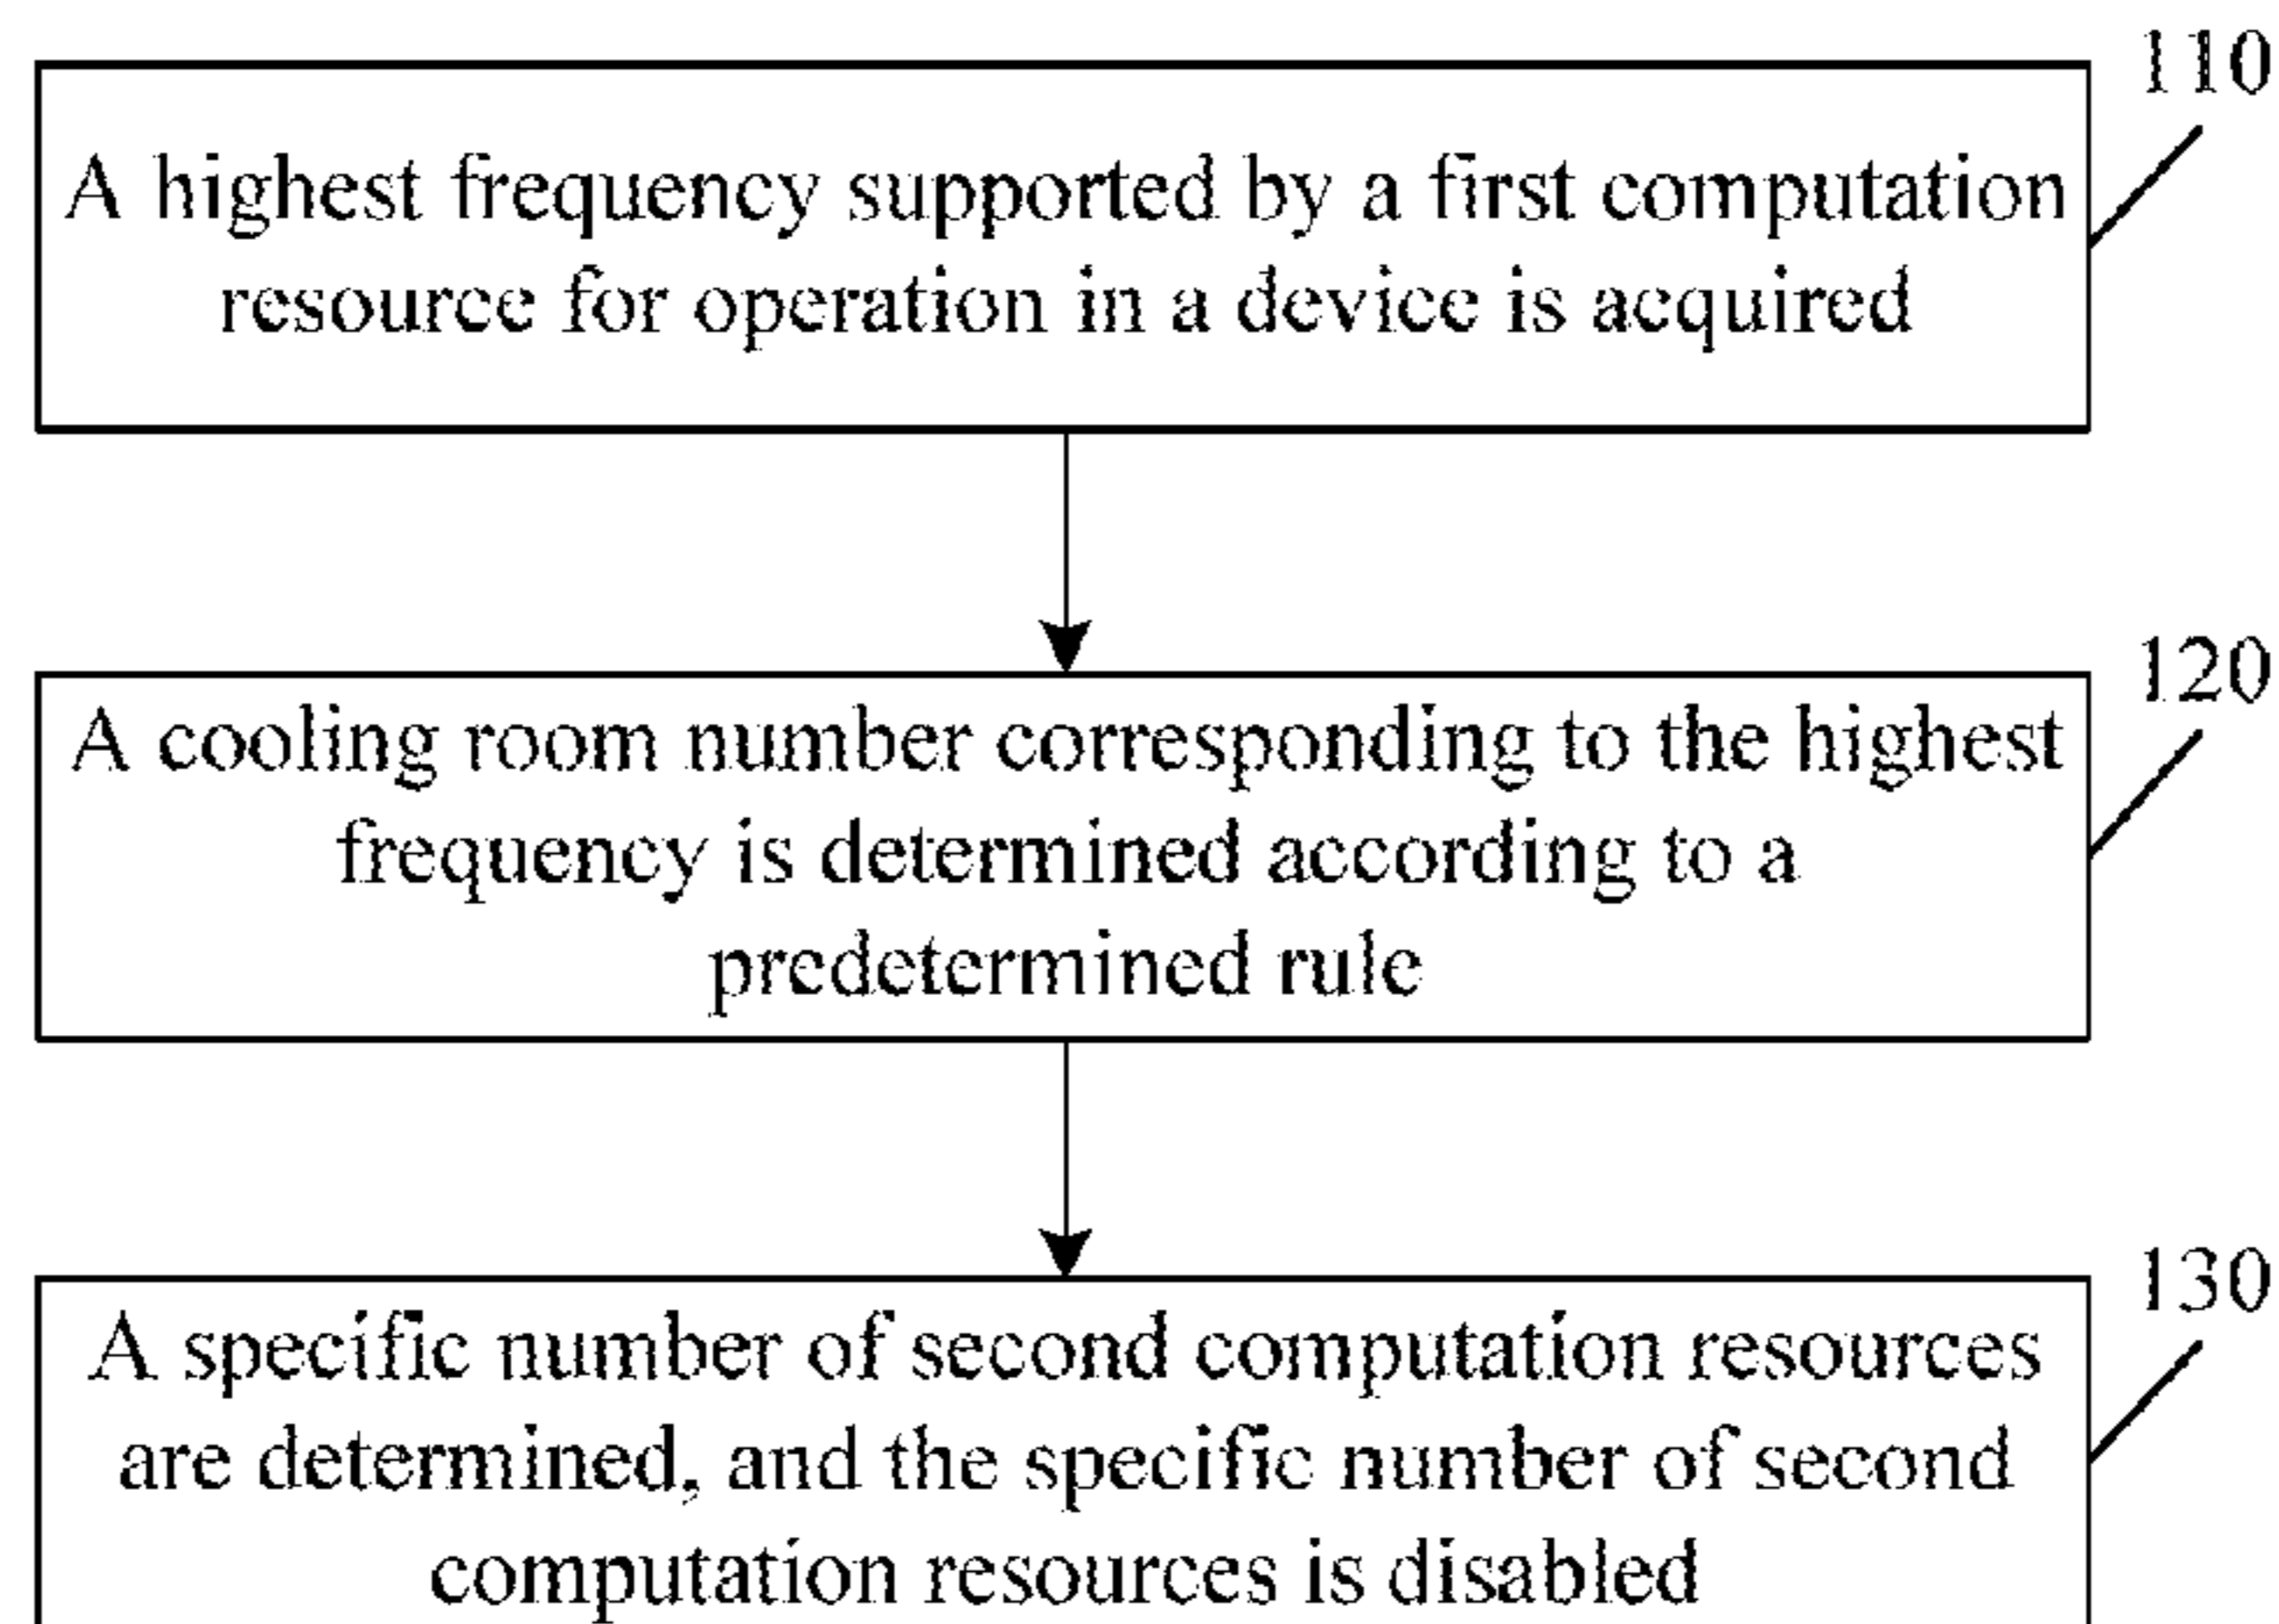 110
A highest frequency supported by a first computation
resource for operation in a device is acquired
120
A cooling room number corresponding to the highest
frequency is determined according to a
predetermined rule
130
A specific number of second computation resources
are determined, and the specific number of second
computation resources is disabled